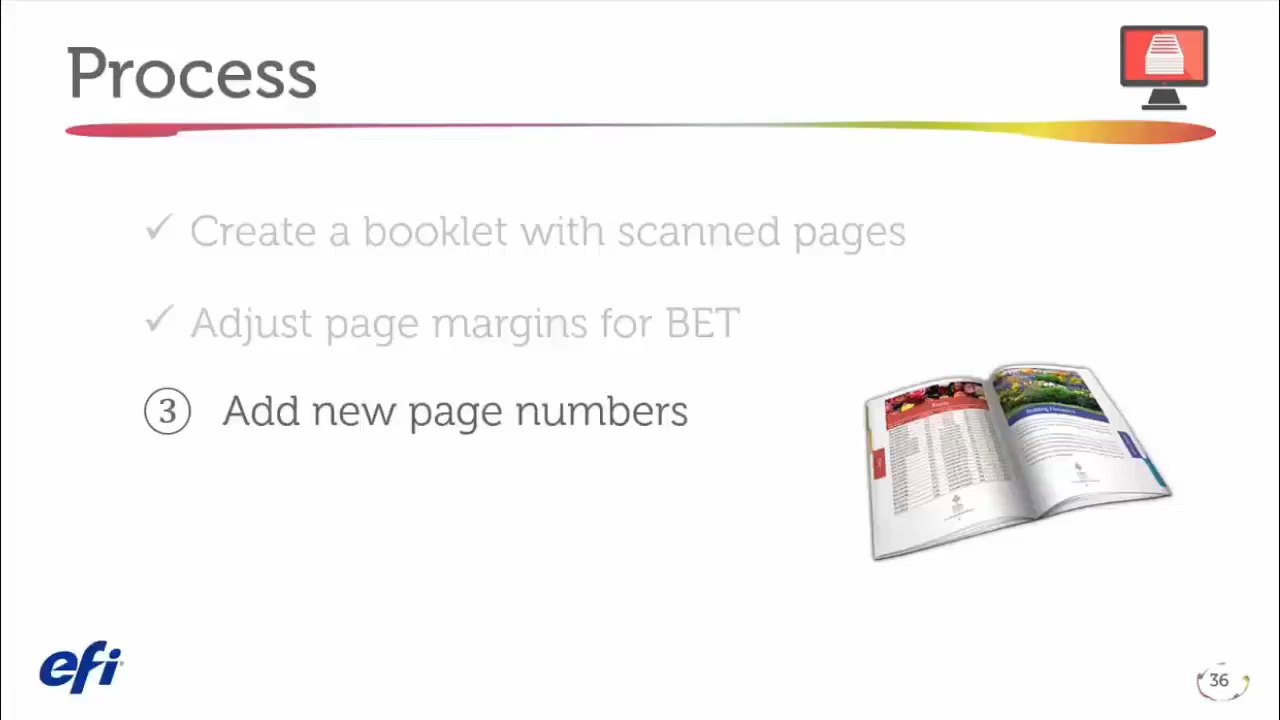 Process
✓ Create a booklet with scanned pages
✓ Adjust page margins for BET
③ Add new page numbers
efi
36